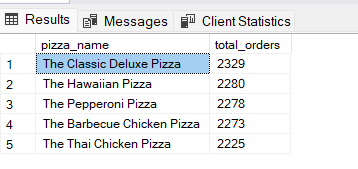 Results Messages Client Statistics
pizza_name total_orders
1 The Classic Deluxe Pizza 2329
2 The Hawaiian Pizza 2280
3 The Pepperoni Pizza 2278
4 The Barbecue Chicken Pizza 2273
5 The Thai Chicken Pizza 2225